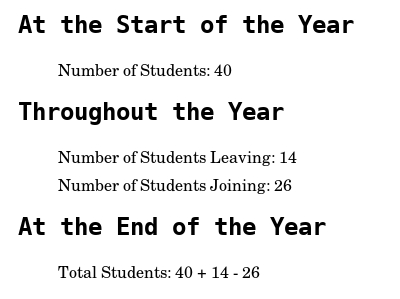 At the Start of the Year
Number of Students: 40
Throughout the Year
Number of Students Leaving: 14
Number of Students Joining: 26
At the End of the Year
Total Students: 40 + 14 - 26